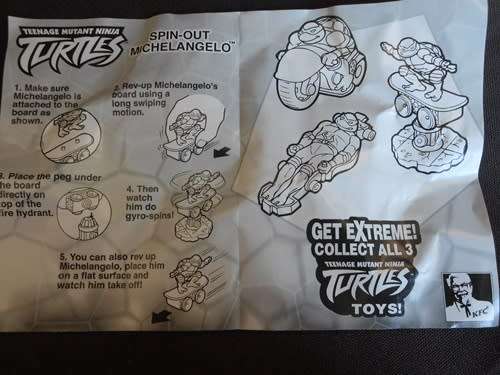 TEENAGE MUTANT NINJA
TURTLES
SPIN-OUT
MICHELANGELO™
1. Make sure
Michelangelo is
attached to the
board as
shown.
2. Rev-up Michelangelo's
board using a
long swiping
motion.
3. Place the peg under
the board
directly on
top of the
fire hydrant.
4. Then
watch
him do
gyro-spins!
5. You can also rev up
Michelangelo, place him
on a flat surface and
watch him take off!
GET EXTREME!
COLLECT ALL 3
TEENAGE MUTANT NINJA
TURTLES
TOYS!
KFC